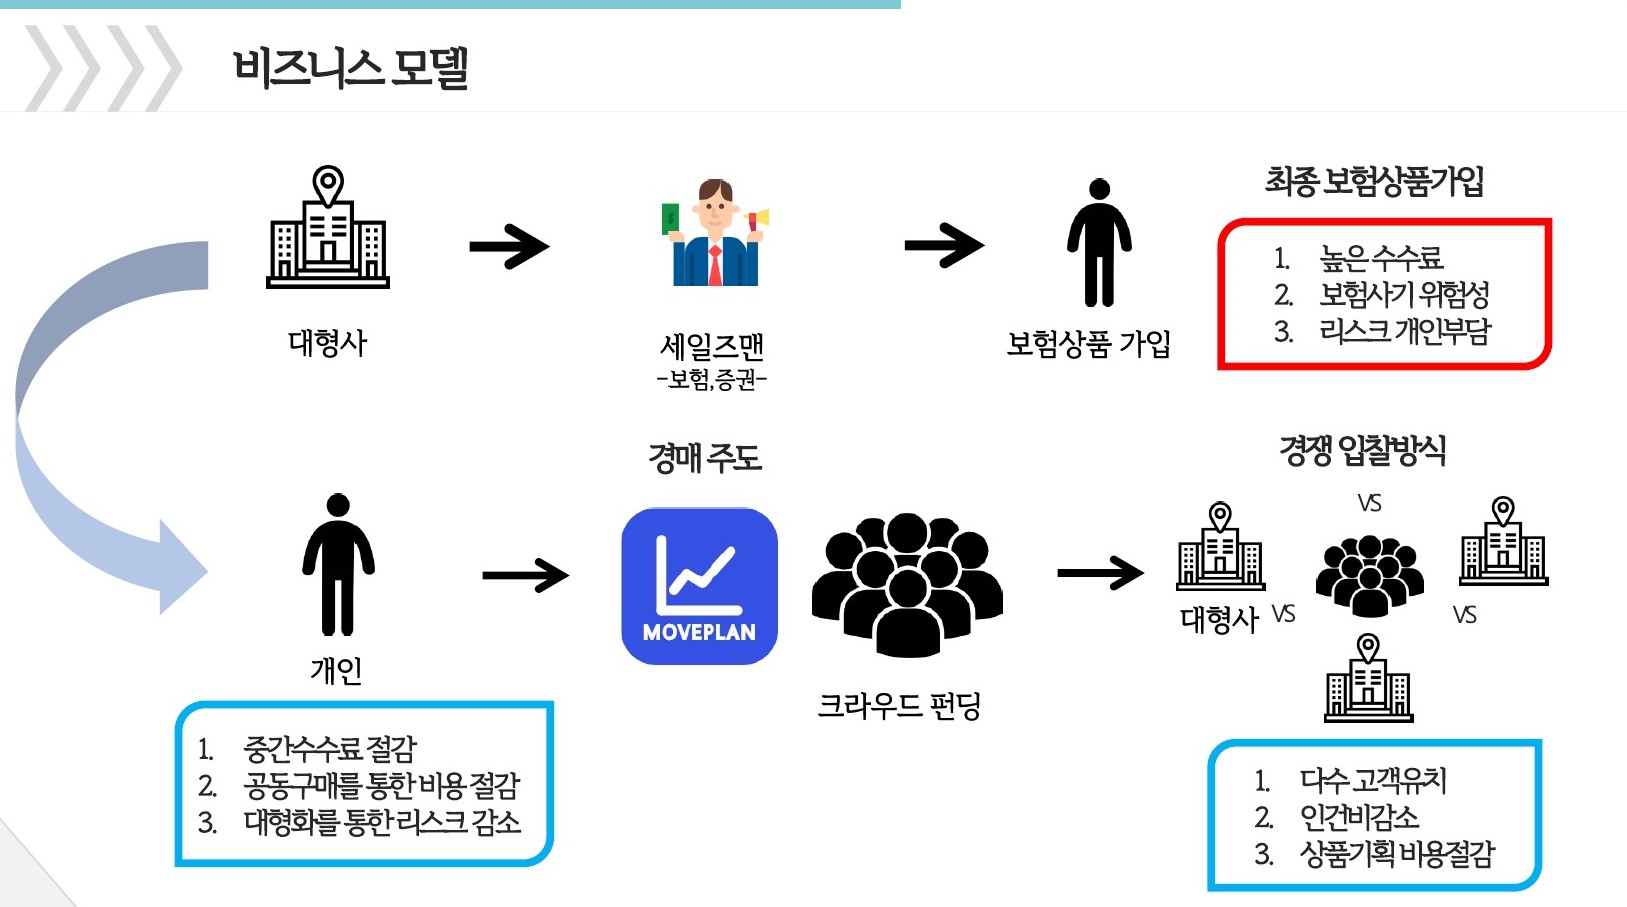 비즈니스 모델
대형사
세일즈맨
-보험,증권-
보험상품 가입
최종 보험상품가입
1. 높은 수수료
2. 보험사기 위험성
3. 리스크 개인부담
개인
1. 중간수수료 절감
2. 공동구매를 통한 비용 절감
3. 대형화를 통한 리스크 감소
경매 주도
MOVEPLAN
크라우드 펀딩
경쟁 입찰방식
VS
대형사
VS
VS
1. 다수 고객유치
2. 인건비감소
3. 상품기획 비용절감